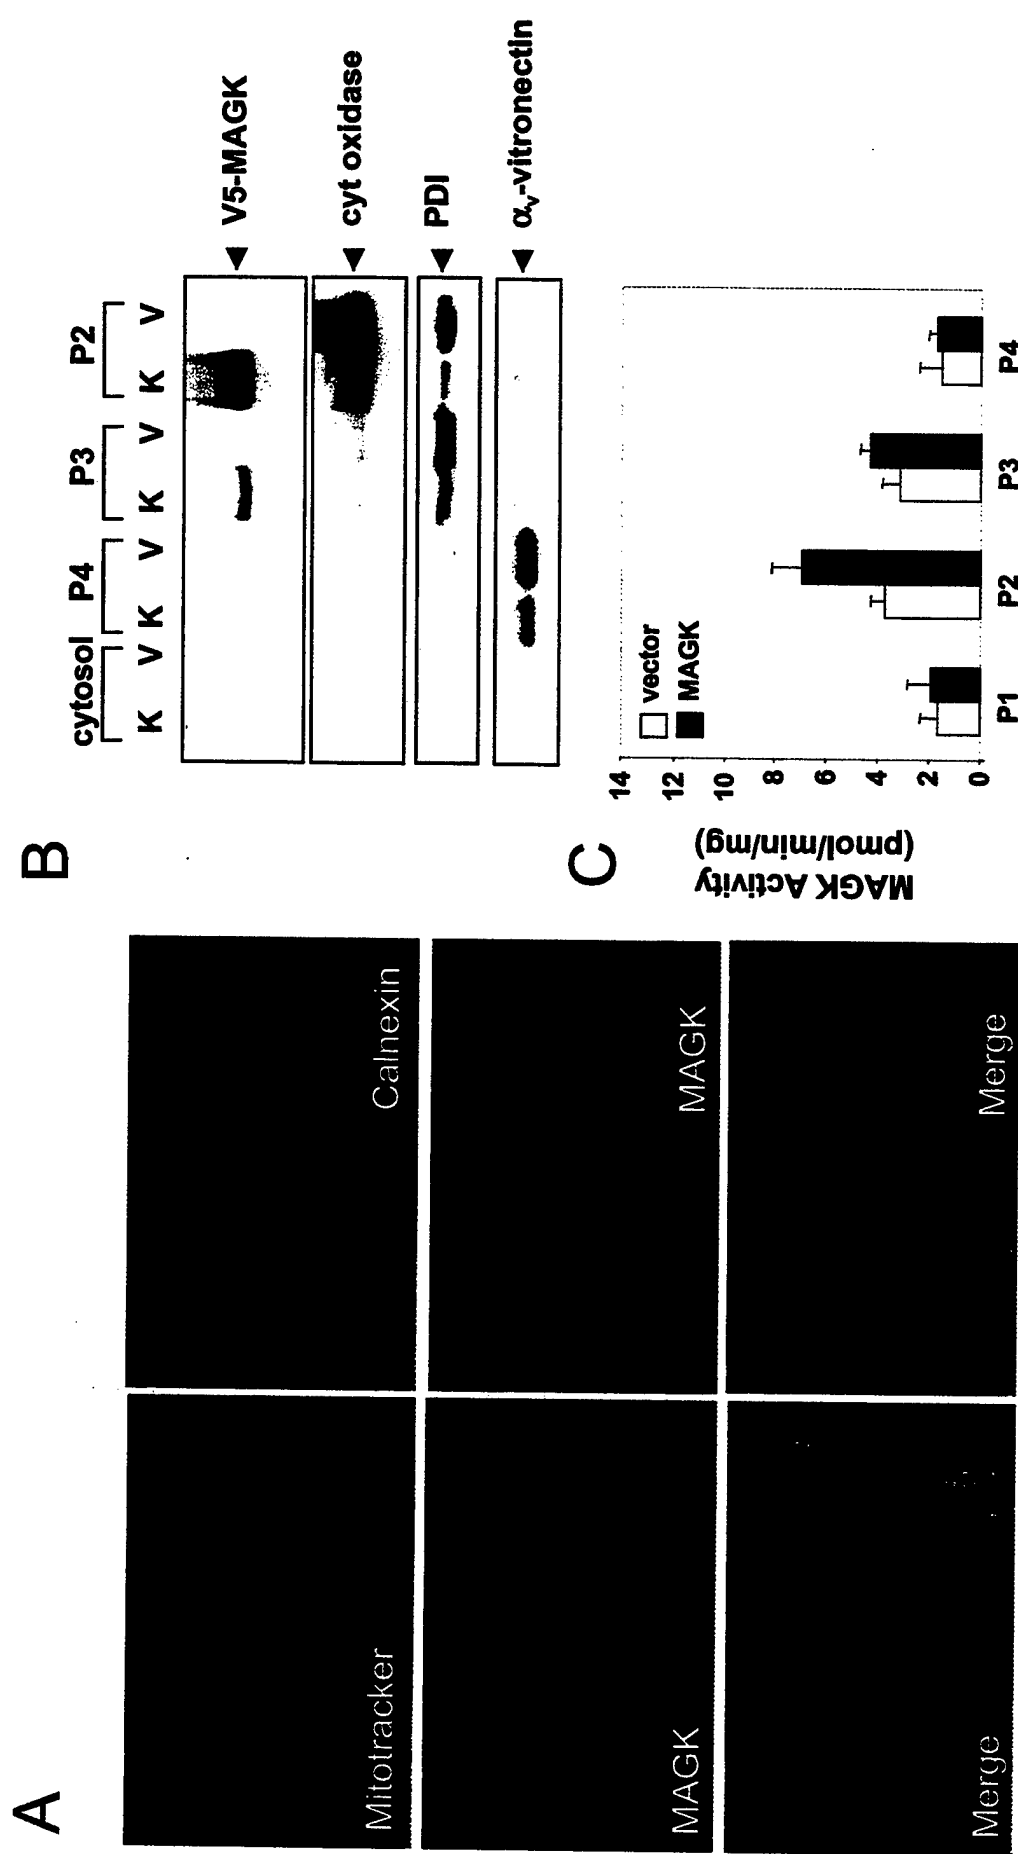 A
Mitotracker
Calnexin
MAGK
MAGK
Merge
Merge
B
cytosol P4 P3 P2
K V K V K V K V
V5-MAGK
cyt oxidase
PDI
αv-vitronectin
C
MAGK Activity
(pmol/min/mg)
14
12
10
8
6
4
2
0
vector
MAGK
P1 P2 P3 P4